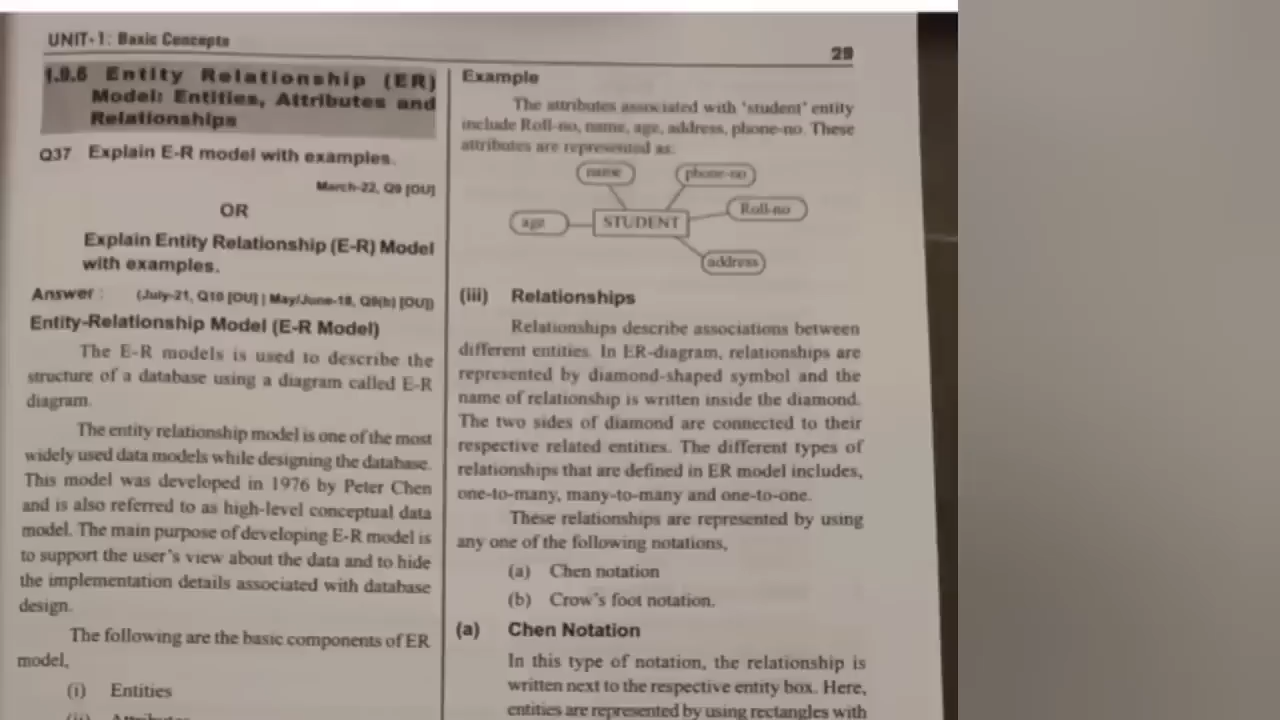 UNIT-1: Basic Concepts
29
1.9.6 Entity Relationship (ER)
Model: Entities, Attributes and
Relationships
Q37 Explain E-R model with examples.
March-22, Q9 [OU]
OR
Explain Entity Relationship (E-R) Model
with examples.
Answer : (July-21, Q10 [OU] | May/June-18, Q9(b) [OU])
Entity-Relationship Model (E-R Model)
The E-R models is used to describe the
structure of a database using a diagram called E-R
diagram.
The entity relationship model is one of the most
widely used data models while designing the database.
This model was developed in 1976 by Peter Chen
and is also referred to as high-level conceptual data
model. The main purpose of developing E-R model is
to support the user's view about the data and to hide
the implementation details associated with database
design.
The following are the basic components of ER
model,
(i) Entities
(ii) Attributes
Example
The attributes associated with 'student' entity
include Roll-no, name, age, address, phone-no. These
attributes are represented as:
name
phone-no
Roll-no
age
STUDENT
address
(iii) Relationships
Relationships describe associations between
different entities. In ER-diagram, relationships are
represented by diamond-shaped symbol and the
name of relationship is written inside the diamond.
The two sides of diamond are connected to their
respective related entities. The different types of
relationships that are defined in ER model includes,
one-to-many, many-to-many and one-to-one.
These relationships are represented by using
any one of the following notations,
(a) Chen notation
(b) Crow's foot notation.
(a) Chen Notation
In this type of notation, the relationship is
written next to the respective entity box. Here,
entities are represented by using rectangles with